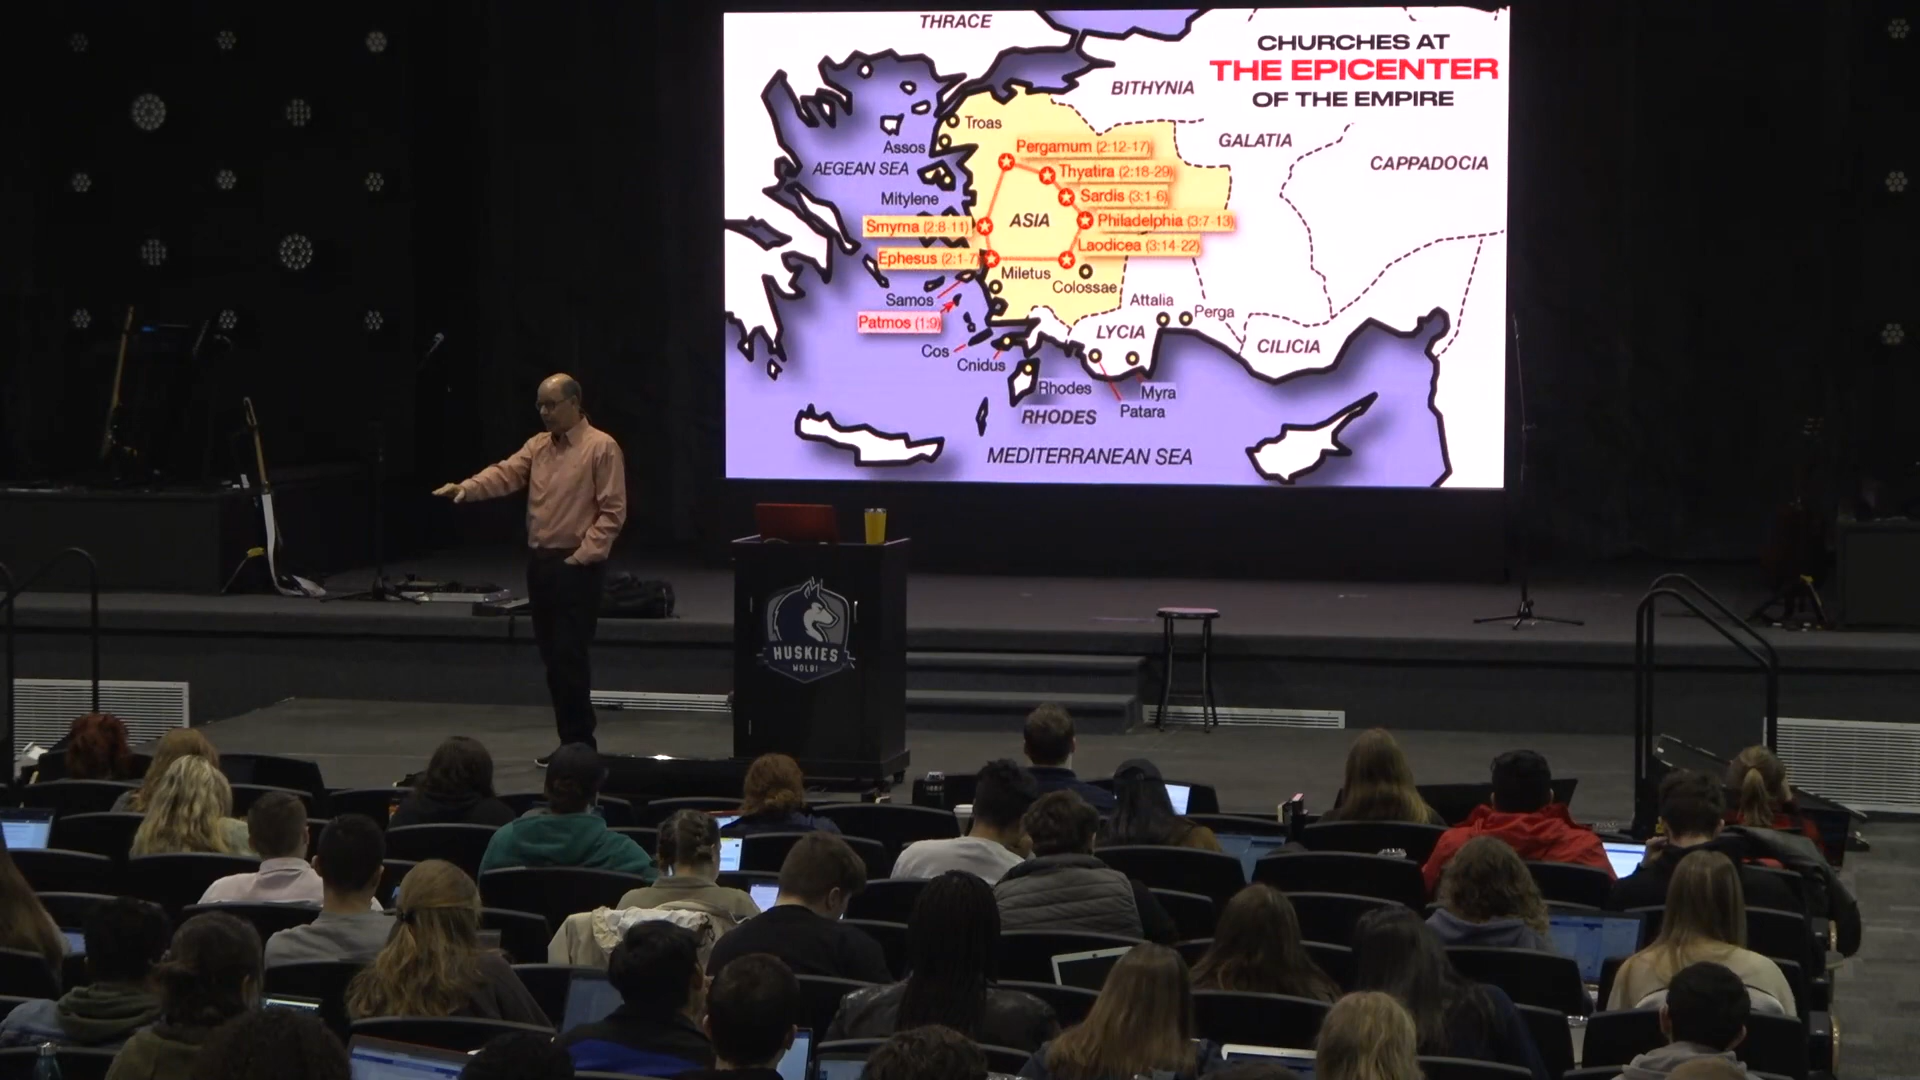 THRACE
CHURCHES AT
THE EPICENTER
OF THE EMPIRE
BITHYNIA
Troas
GALATIA
Assos
Pergamum (2:12-17)
CAPPADOCIA
AEGEAN SEA
Thyatira (2:18-29)
Mitylene
Sardis (3:1-6)
Smyrna (2:8-11)
ASIA
Philadelphia (3:7-13)
Laodicea (3:14-22)
Ephesus (2:1-7)
Miletus
Colossae
Samos
Attalia
Perga
Patmos (1:9)
LYCIA
CILICIA
Cos
Cnidus
Rhodes
Myra
Patara
RHODES
MEDITERRANEAN SEA
HUSKIES
WOLBI